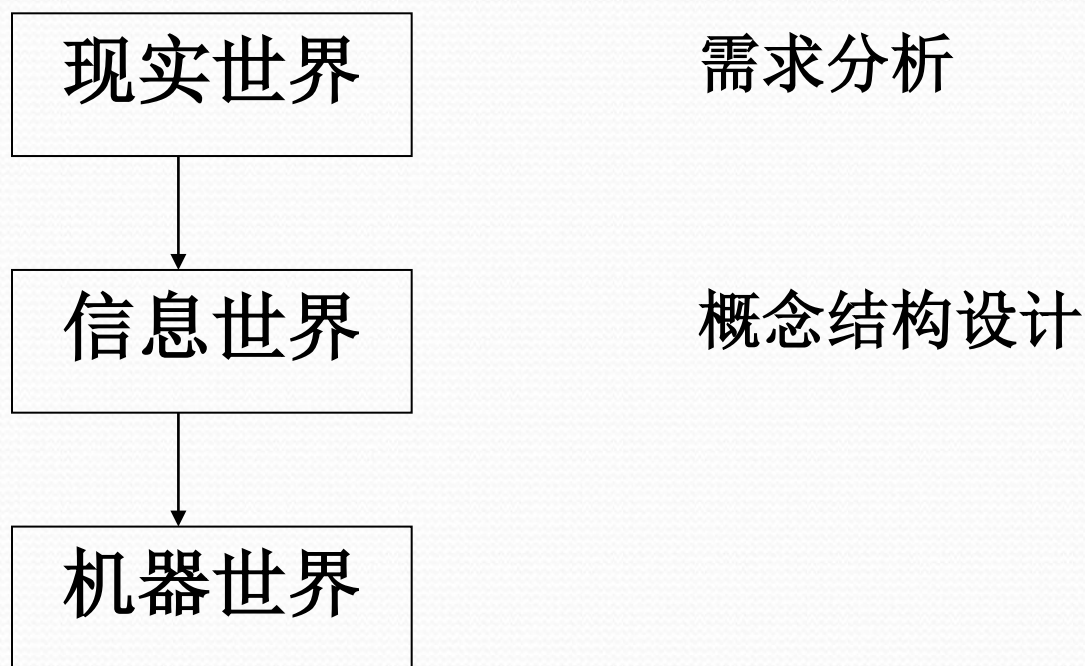 现实世界
需求分析
信息世界
概念结构设计
机器世界